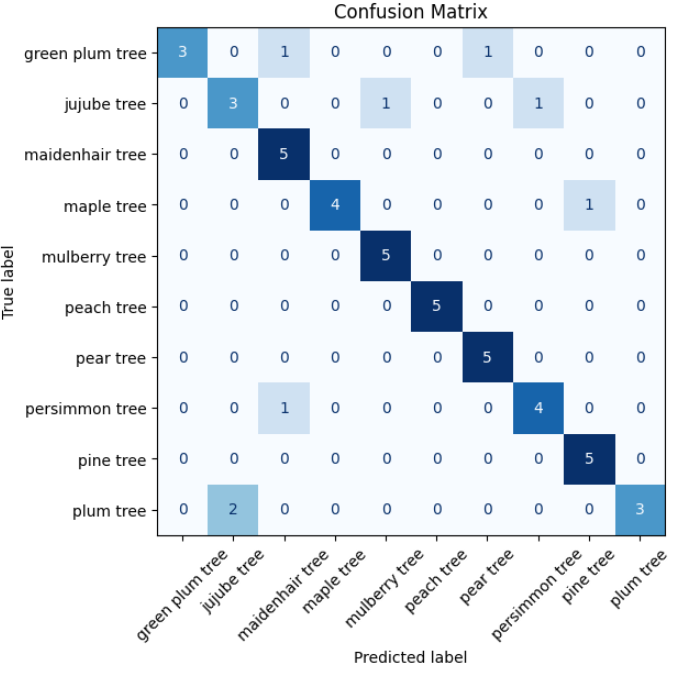 Confusion Matrix
green plum tree 3 0 1 0 0 0 1 0 0 0
jujube tree 0 3 0 0 1 0 0 1 0 0
maidenhair tree 0 0 5 0 0 0 0 0 0 0
maple tree 0 0 0 4 0 0 0 0 1 0
mulberry tree 0 0 0 0 5 0 0 0 0 0
peach tree 0 0 0 0 0 5 0 0 0 0
pear tree 0 0 0 0 0 0 5 0 0 0
persimmon tree 0 0 1 0 0 0 0 4 0 0
pine tree 0 0 0 0 0 0 0 0 5 0
plum tree 0 2 0 0 0 0 0 0 0 3
True label
green plum tree jujube tree maidenhair tree maple tree mulberry tree peach tree pear tree persimmon tree pine tree plum tree
Predicted label